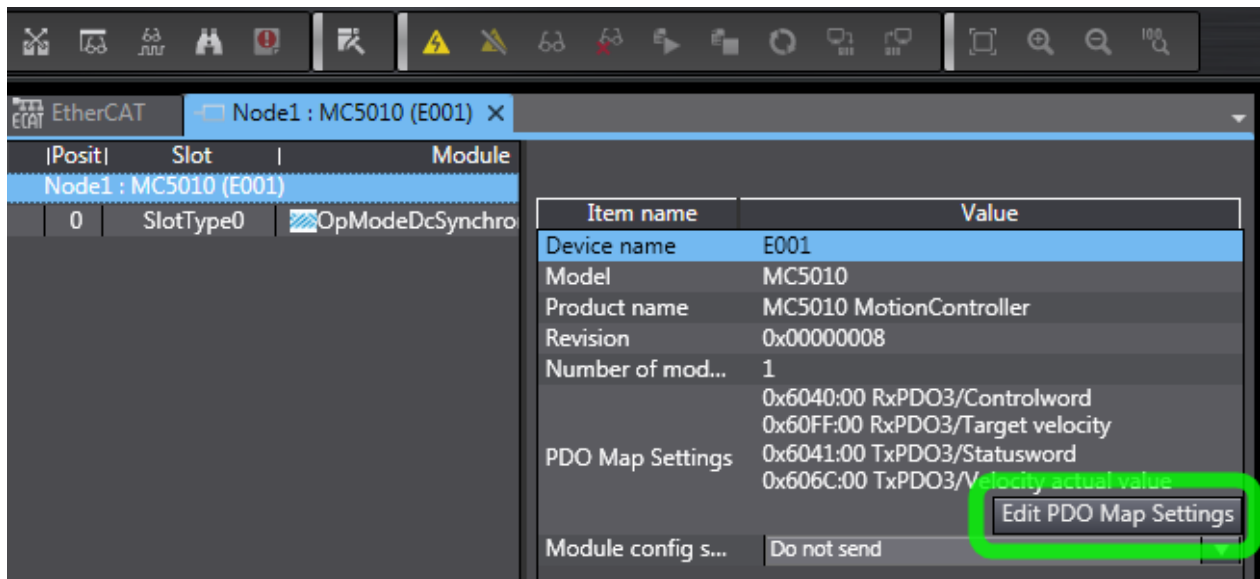 100
ECAT EtherCAT
Node1 : MC5010 (E001) ×
|Posit| Slot | Module
Node1 : MC5010 (E001)
0 SlotType0 OpModeDcSynchro
Item name Value
Device name E001
Model MC5010
Product name MC5010 MotionController
Revision 0x00000008
Number of mod... 1
PDO Map Settings
0x6040:00 RxPDO3/Controlword
0x60FF:00 RxPDO3/Target velocity
0x6041:00 TxPDO3/Statusword
0x606C:00 TxPDO3/Velocity actual value
Edit PDO Map Settings
Module config s... Do not send